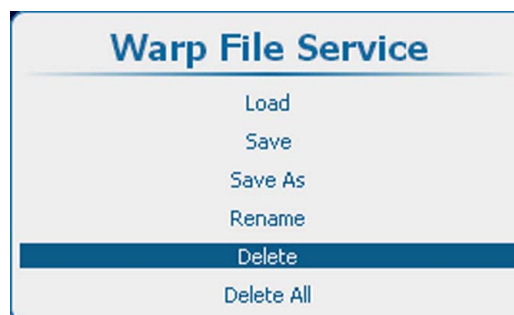 Warp File Service
Load
Save
Save As
Rename
Delete
Delete All